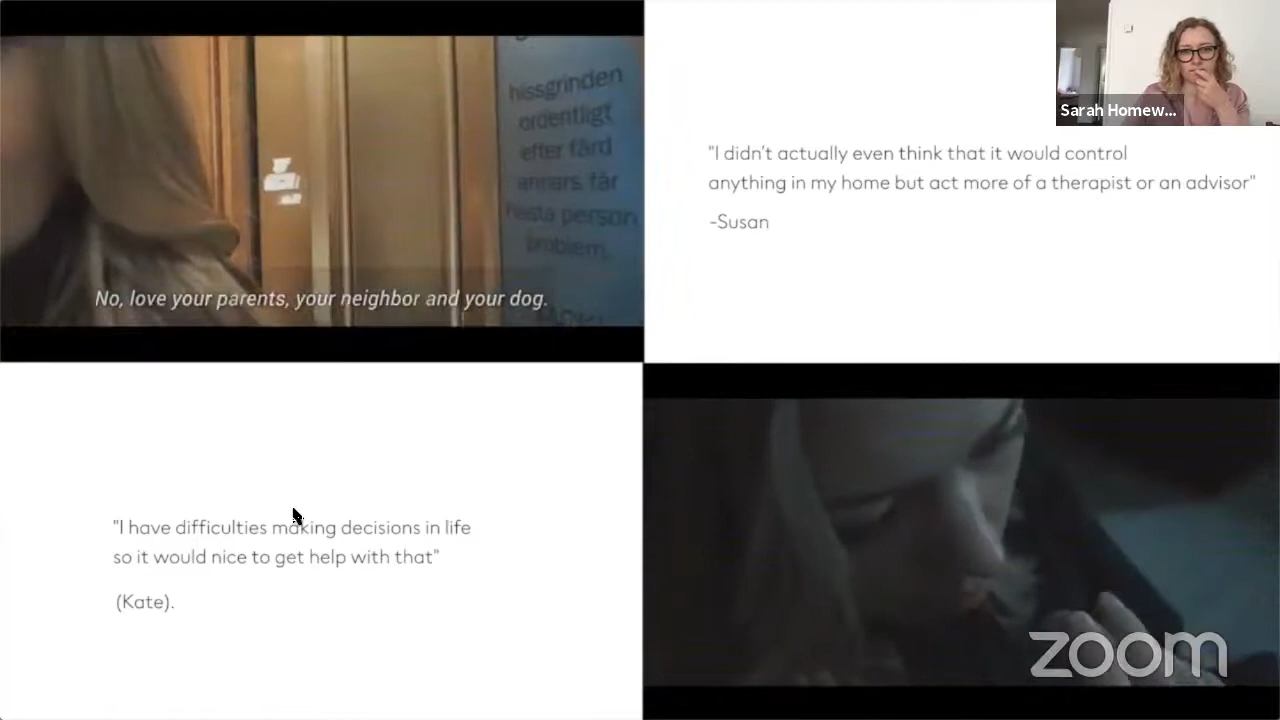 hissgrinden
ordentligt
efter färd
annars får
nästa person
problem.
No, love your parents, your neighbor and your dog.
"I didn't actually even think that it would control
anything in my home but act more of a therapist or an advisor"
-Susan
Sarah Homew...
"I have difficulties making decisions in life
so it would nice to get help with that"
(Kate).
zoom